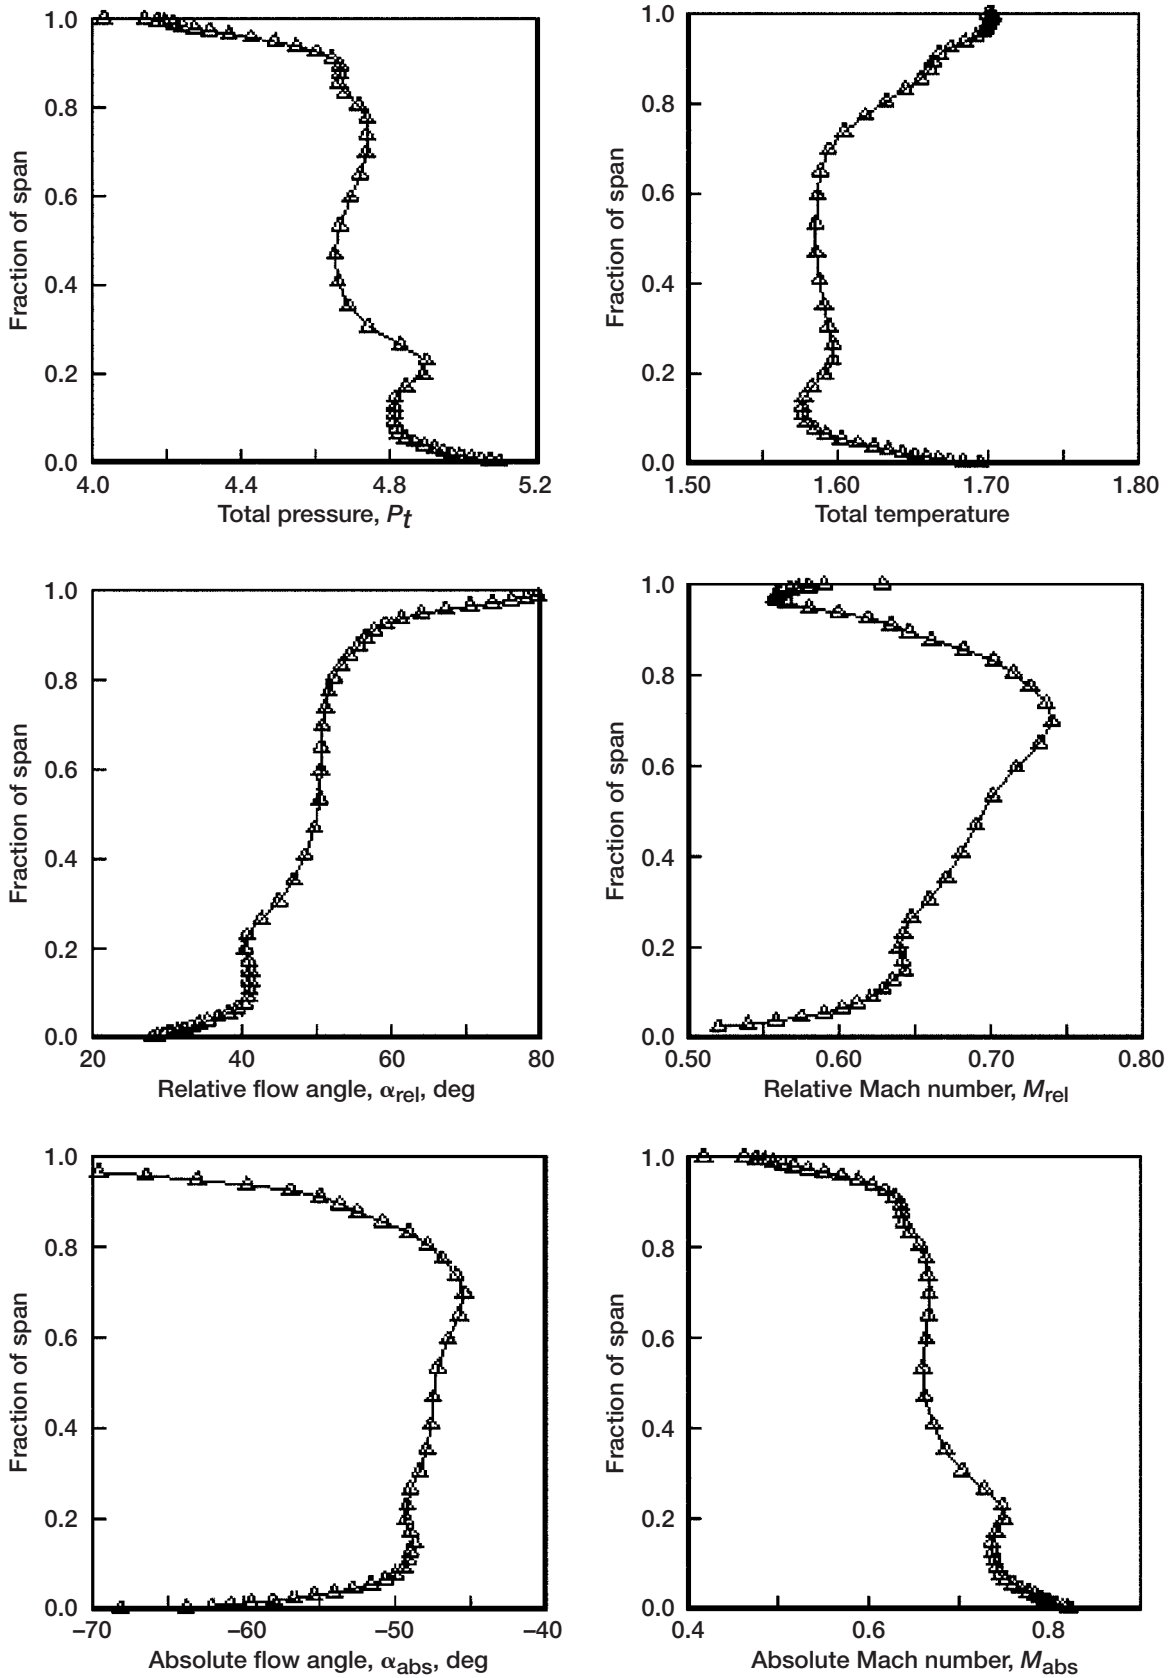 1.0
0.8
0.6
0.4
0.2
0.0
Fraction of span
4.0 4.4 4.8 5.2
Total pressure, Pt
1.0
0.8
0.6
0.4
0.2
0.0
Fraction of span
1.50 1.60 1.70 1.80
Total temperature
1.0
0.8
0.6
0.4
0.2
0.0
Fraction of span
20 40 60 80
Relative flow angle, αrel, deg
1.0
0.8
0.6
0.4
0.2
0.0
Fraction of span
0.50 0.60 0.70 0.80
Relative Mach number, Mrel
1.0
0.8
0.6
0.4
0.2
0.0
Fraction of span
–70 –60 –50 –40
Absolute flow angle, αabs, deg
1.0
0.8
0.6
0.4
0.2
0.0
Fraction of span
0.4 0.6 0.8
Absolute Mach number, Mabs